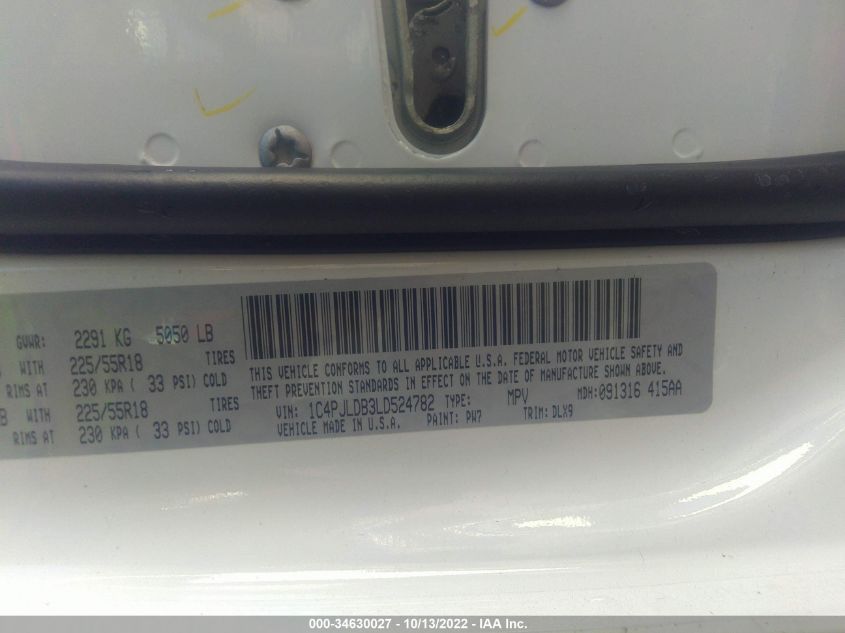 GVWR: 2291 KG 5050 LB
WITH 225/55R18 TIRES
RIMS AT 230 KPA ( 33 PSI) COLD
B WITH 225/55R18 TIRES
RIMS AT 230 KPA ( 33 PSI) COLD
THIS VEHICLE CONFORMS TO ALL APPLICABLE U.S.A. FEDERAL MOTOR VEHICLE SAFETY AND
THEFT PREVENTION STANDARDS IN EFFECT ON THE DATE OF MANUFACTURE SHOWN ABOVE.
VIN: 1C4PJLDB3LD524782 TYPE: MPV MDH: 091316 415AA
VEHICLE MADE IN U.S.A. PAINT: PW7 TRIM: DLX9
000-34630027 - 10/13/2022 - IAA Inc.